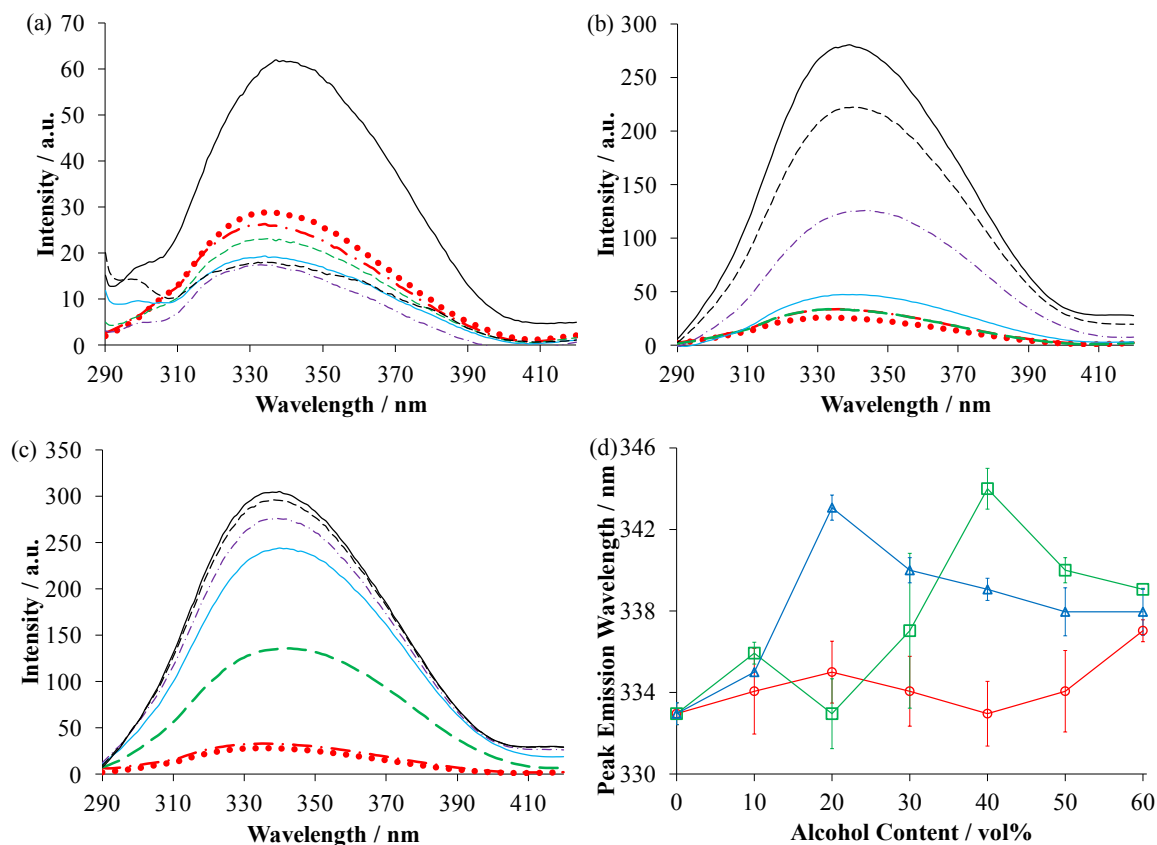 (a)
70
60
50
40
30
20
10
0
Intensity / a.u.
290 310 330 350 370 390 410
Wavelength / nm
(b)
300
250
200
150
100
50
0
Intensity / a.u.
290 310 330 350 370 390 410
Wavelength / nm
(c)
350
300
250
200
150
100
50
0
Intensity / a.u.
290 310 330 350 370 390 410
Wavelength / nm
(d)
346
342
338
334
330
Peak Emission Wavelength / nm
0 10 20 30 40 50 60
Alcohol Content / vol%